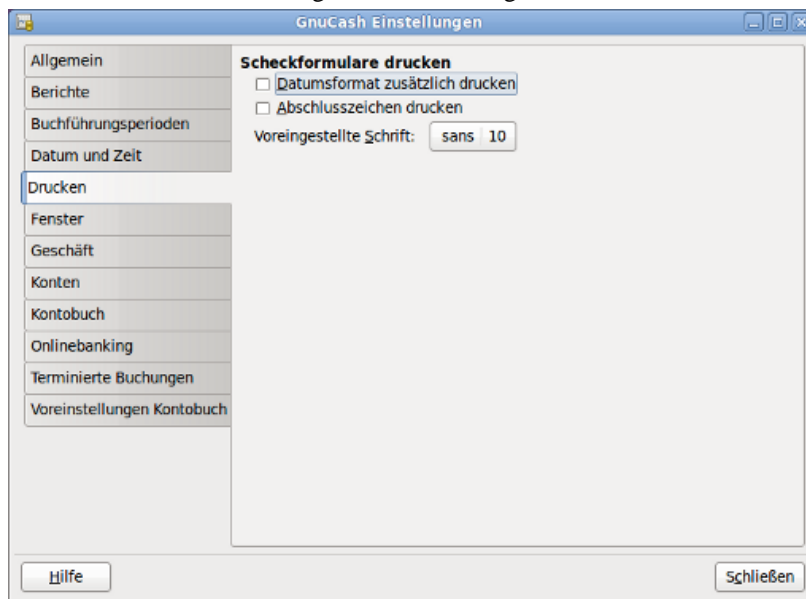 GnuCash Einstellungen
Allgemein
Berichte
Buchführungsperioden
Datum und Zeit
Drucken
Fenster
Geschäft
Konten
Kontobuch
Onlinebanking
Terminierte Buchungen
Voreinstellungen Kontobuch
Scheckformulare drucken
Datumsformat zusätzlich drucken
Abschlusszeichen drucken
Voreingestellte Schrift: sans 10
Hilfe
Schließen